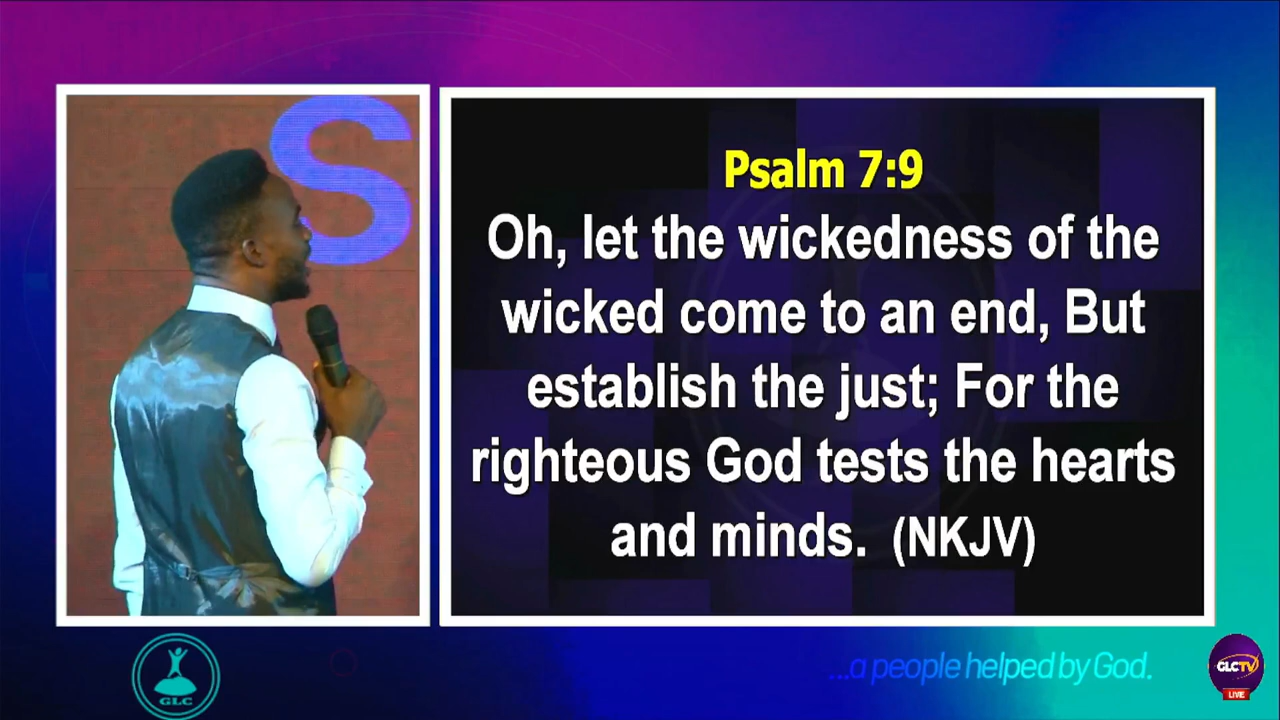 S
Psalm 7:9
Oh, let the wickedness of the
wicked come to an end, But
establish the just; For the
righteous God tests the hearts
and minds. (NKJV)
GLC
...a people helped by God.
GLCTV
LIVE